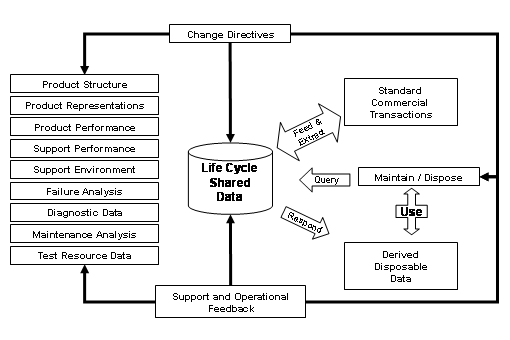 Change Directives
Product Structure
Product Representations
Product Performance
Support Performance
Support Environment
Failure Analysis
Diagnostic Data
Maintenance Analysis
Test Resource Data
Life Cycle
Shared
Data
Feed &
Extract
Standard
Commercial
Transactions
Query
Maintain / Dispose
Respond
Use
Derived
Disposable
Data
Support and Operational
Feedback